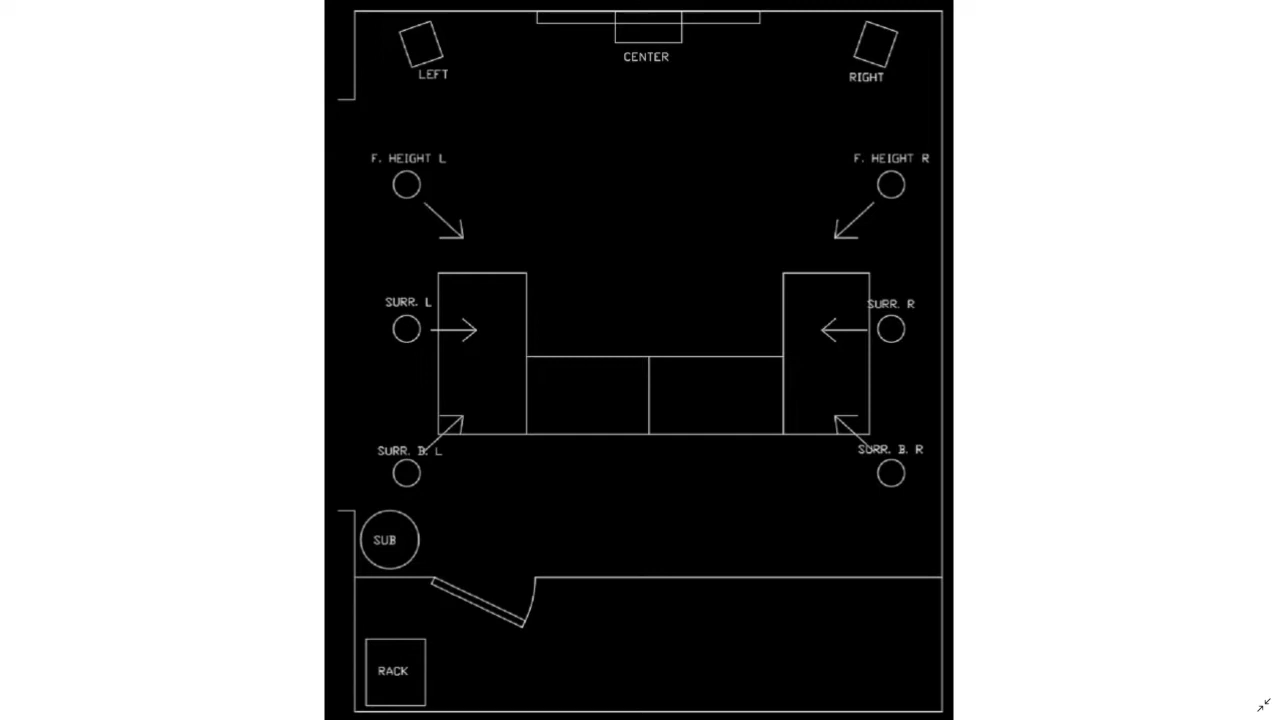 CENTER
LEFT
RIGHT
F. HEIGHT L
F. HEIGHT R
SURR. L
SURR. R
SURR. B. L
SURR. B. R
SUB
RACK